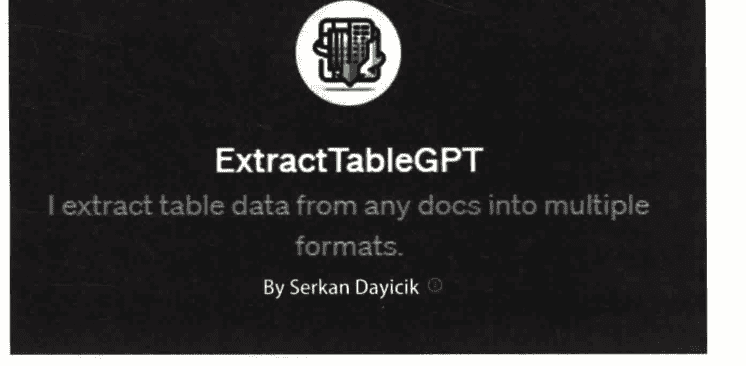 ExtractTableGPT
I extract table data from any docs into multiple
formats.
By Serkan Dayicik